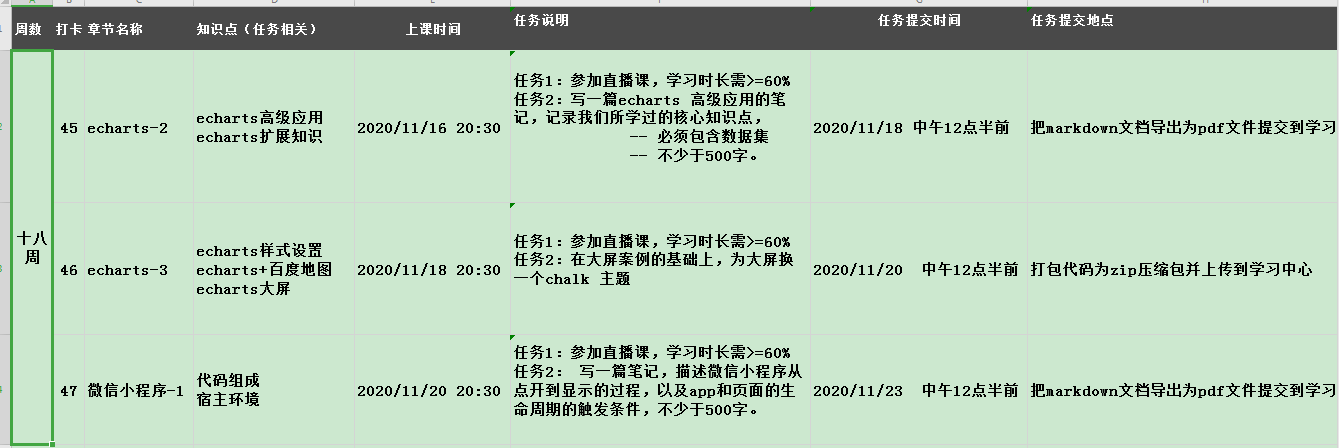 周数 打卡 章节名称 知识点（任务相关） 上课时间 任务说明 任务提交时间 任务提交地点
十八
周
45 echarts-2
echarts高级应用
echarts扩展知识
2020/11/16 20:30
任务1：参加直播课，学习时长需>=60%
任务2：写一篇echarts 高级应用的笔
记，记录我们所学过的核心知识点，
-- 必须包含数据集
-- 不少于500字。
2020/11/18 中午12点半前
把markdown文档导出为pdf文件提交到学习
46 echarts-3
echarts样式设置
echarts+百度地图
echarts大屏
2020/11/18 20:30
任务1：参加直播课，学习时长需>=60%
任务2：在大屏案例的基础上，为大屏换
一个chalk 主题
2020/11/20 中午12点半前
打包代码为zip压缩包并上传到学习中心
47 微信小程序-1
代码组成
宿主环境
2020/11/20 20:30
任务1：参加直播课，学习时长需>=60%
任务2： 写一篇笔记，描述微信小程序从
点开到显示的过程，以及app和页面的生
命周期的触发条件，不少于500字。
2020/11/23 中午12点半前
把markdown文档导出为pdf文件提交到学习